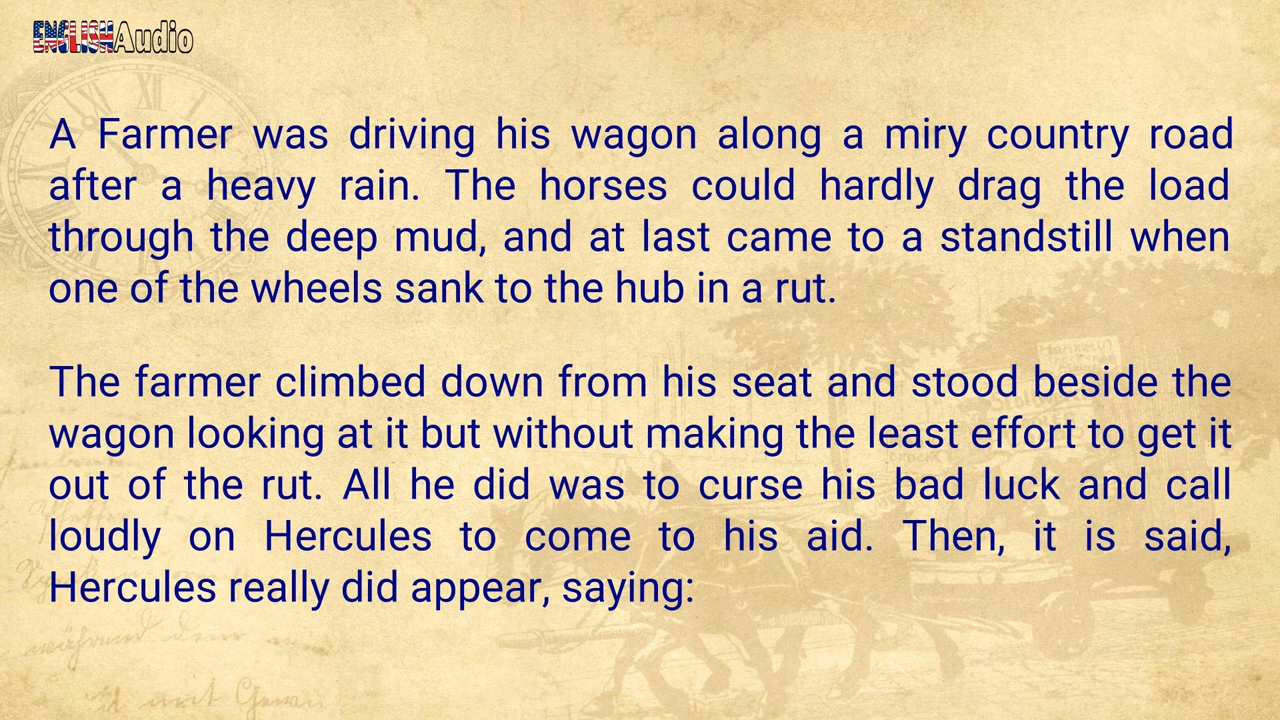 ENGLISHAudio
A Farmer was driving his wagon along a miry country road
after a heavy rain. The horses could hardly drag the load
through the deep mud, and at last came to a standstill when
one of the wheels sank to the hub in a rut.
The farmer climbed down from his seat and stood beside the
wagon looking at it but without making the least effort to get it
out of the rut. All he did was to curse his bad luck and call
loudly on Hercules to come to his aid. Then, it is said,
Hercules really did appear, saying:
während dem
mit